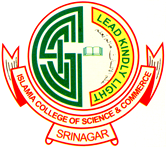 LEAD KINDLY LIGHT
ISLAMIA COLLEGE OF SCIENCE & COMMERCE
SRINAGAR